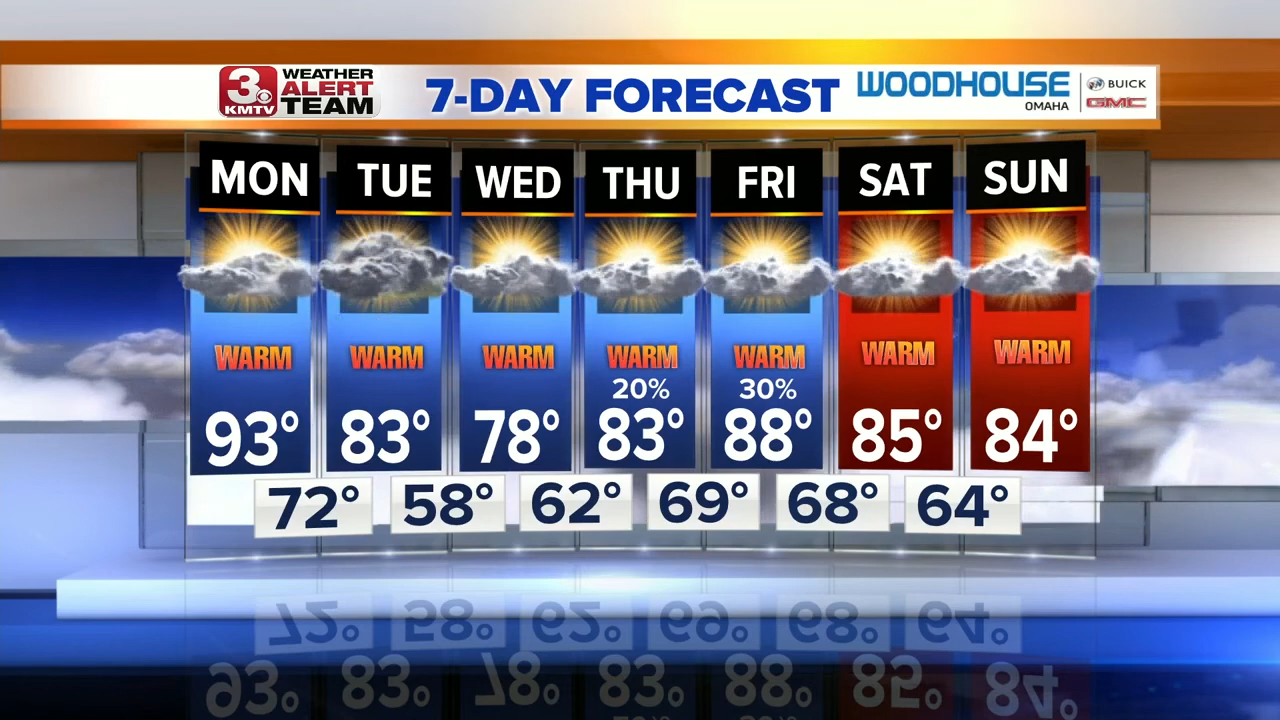 3 KMTV
WEATHER
ALERT
TEAM
7-DAY FORECAST
WOODHOUSE
OMAHA
BUICK
GMC
MON TUE WED THU FRI SAT SUN
WARM WARM WARM WARM WARM WARM WARM
20% 30%
93° 83° 78° 83° 88° 85° 84°
72° 58° 62° 69° 68° 64°